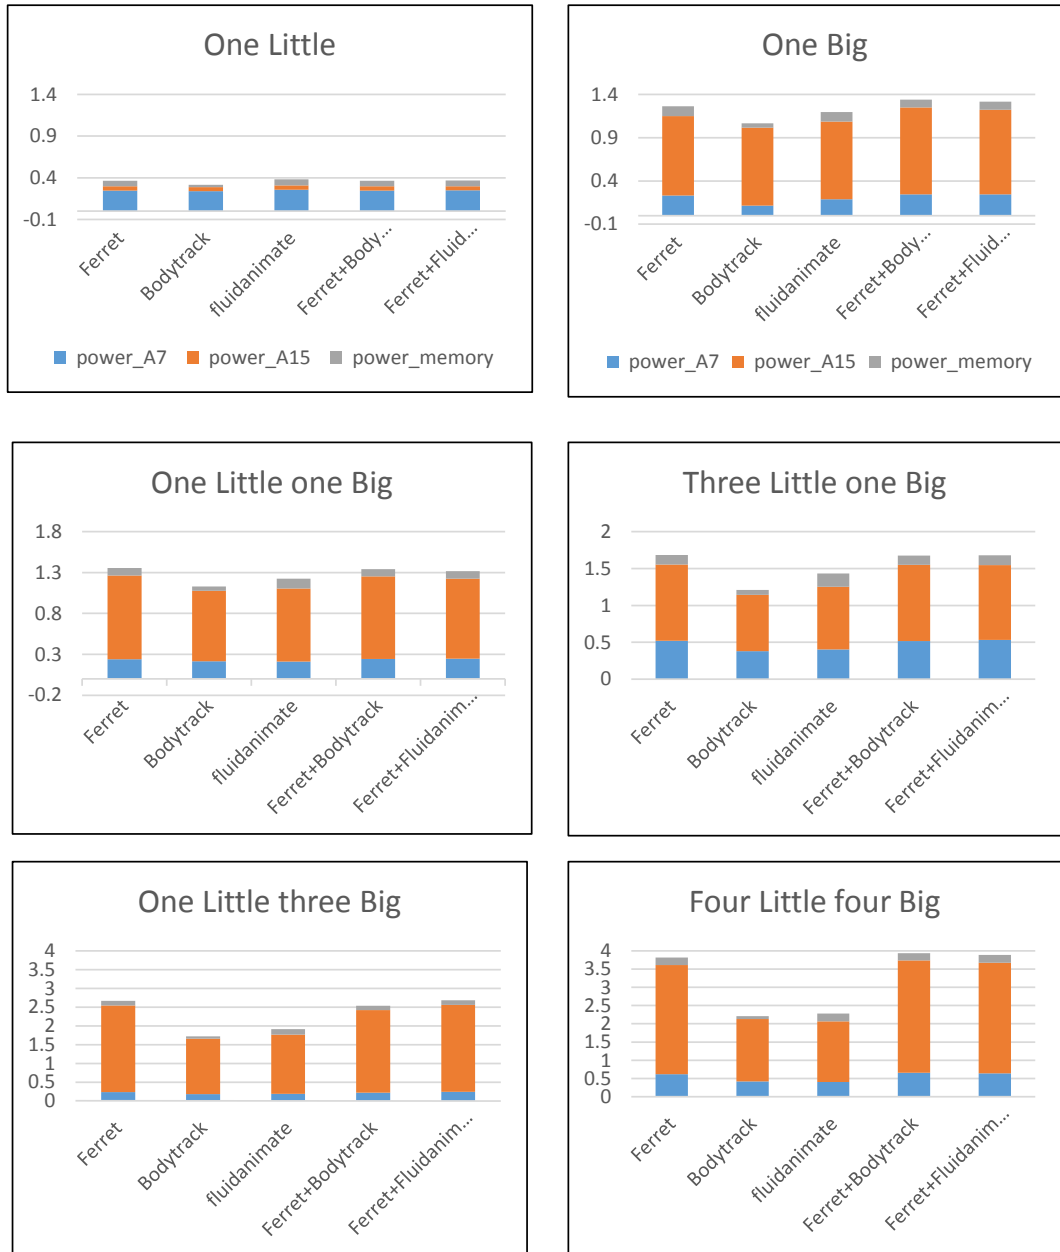 One Little
1.4
0.9
0.4
-0.1
Ferret
Bodytrack
fluidanimate
Ferret+Body...
Ferret+Fluid...
power_A7 power_A15 power_memory
One Big
1.4
0.9
0.4
-0.1
Ferret
Bodytrack
fluidanimate
Ferret+Body...
Ferret+Fluid...
power_A7 power_A15 power_memory
One Little one Big
1.8
1.3
0.8
0.3
-0.2
Ferret
Bodytrack
fluidanimate
Ferret+Bodytrack
Ferret+Fluidanim...
Three Little one Big
2
1.5
1
0.5
0
Ferret
Bodytrack
fluidanimate
Ferret+Bodytrack
Ferret+Fluidanim...
One Little three Big
4
3.5
3
2.5
2
1.5
1
0.5
0
Ferret
Bodytrack
fluidanimate
Ferret+Bodytrack
Ferret+Fluidanim...
Four Little four Big
4
3.5
3
2.5
2
1.5
1
0.5
0
Ferret
Bodytrack
fluidanimate
Ferret+Bodytrack
Ferret+Fluidanim...